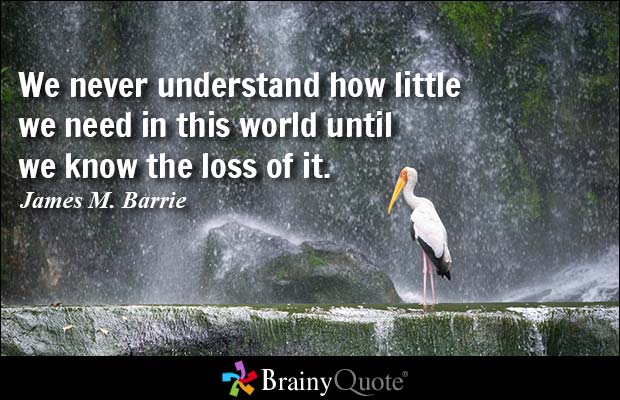 We never understand how little
we need in this world until
we know the loss of it.
James M. Barrie
BrainyQuote®